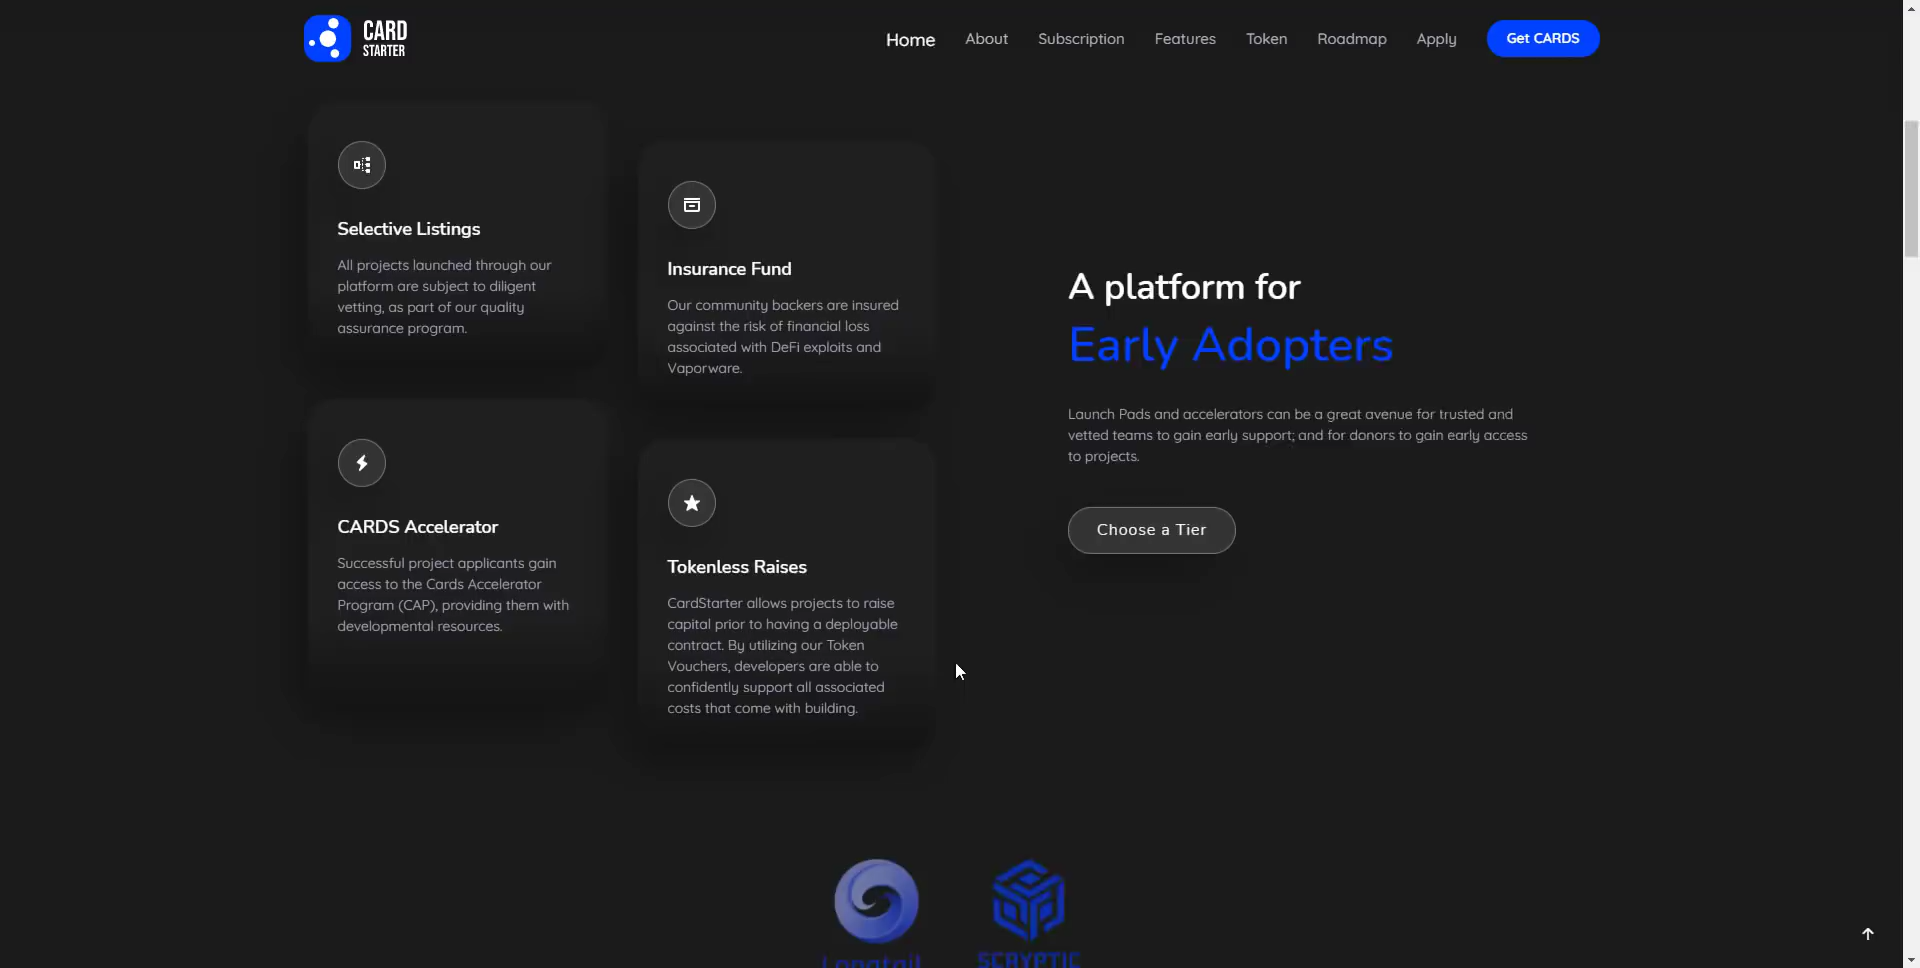 CARD
STARTER
Home
About
Subscription
Features
Token
Roadmap
Apply
Get CARDS
Selective Listings
All projects launched through our
platform are subject to diligent
vetting, as part of our quality
assurance program.
Insurance Fund
Our community backers are insured
against the risk of financial loss
associated with DeFi exploits and
Vaporware.
CARDS Accelerator
Successful project applicants gain
access to the Cards Accelerator
Program (CAP), providing them with
developmental resources.
Tokenless Raises
CardStarter allows projects to raise
capital prior to having a deployable
contract. By utilizing our Token
Vouchers, developers are able to
confidently support all associated
costs that come with building.
A platform for
Early Adopters
Launch Pads and accelerators can be a great avenue for trusted and
vetted teams to gain early support; and for donors to gain early access
to projects.
Choose a Tier
SCRYPTIC